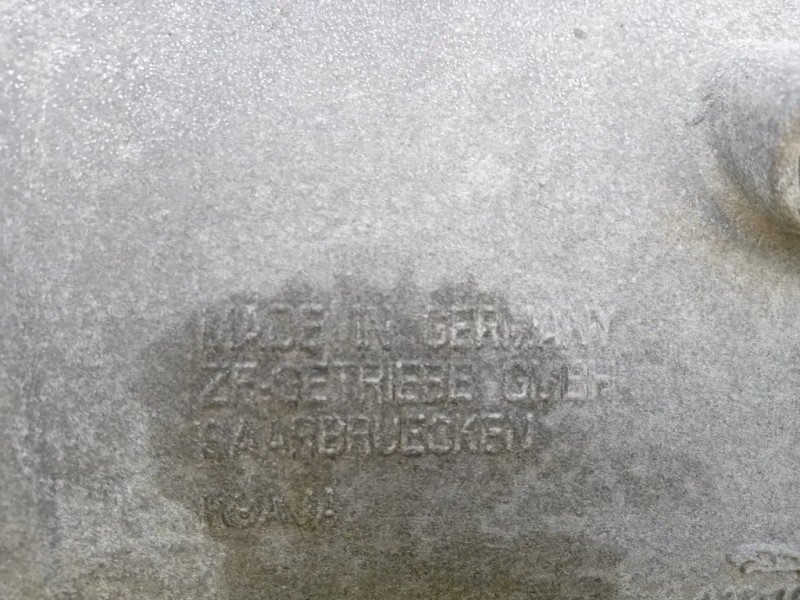 MADE IN GERMANY
ZF-GETRIEBE GMBH
SAARBRUECKEN